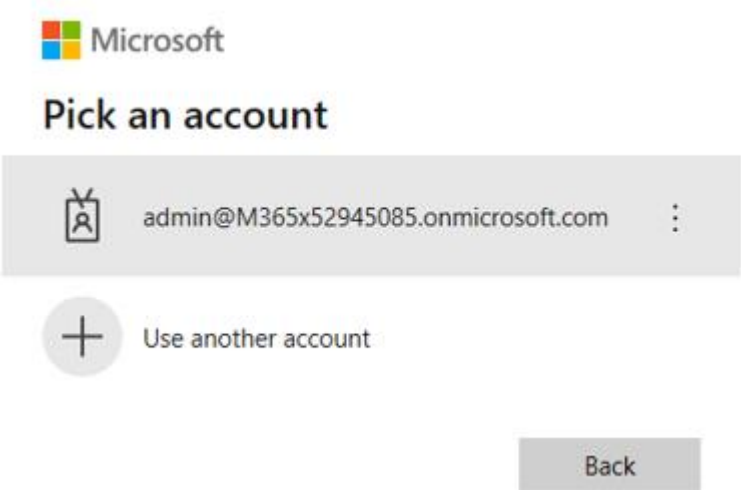 Microsoft
Pick an account
admin@M365x52945085.onmicrosoft.com
Use another account
Back